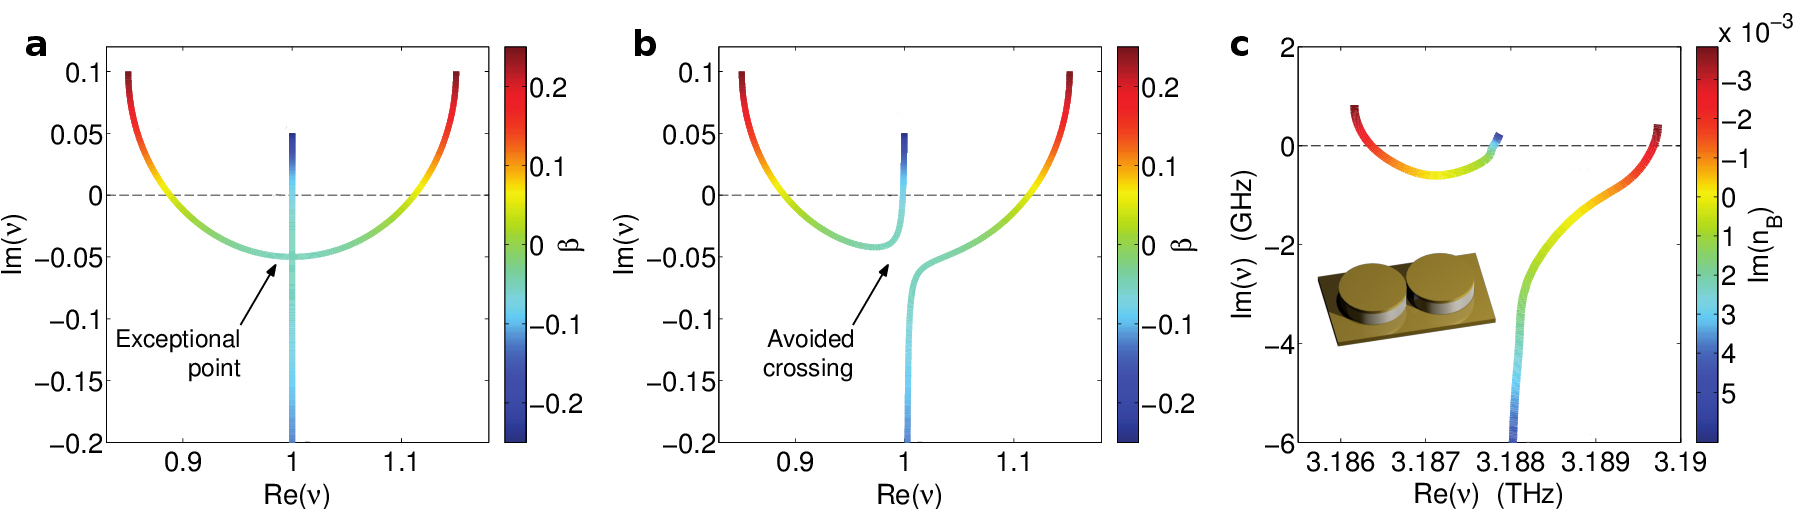 a
0.1
0.05
0
−0.05
−0.1
−0.15
−0.2
Im(ν)
Exceptional
point
0.9
1
1.1
Re(ν)
0.2
0.1
0
−0.1
−0.2
β
b
0.1
0.05
0
−0.05
−0.1
−0.15
−0.2
Im(ν)
Avoided
crossing
0.9
1
1.1
Re(ν)
0.2
0.1
0
−0.1
−0.2
β
c
2
0
−2
−4
−6
Im(ν) (GHz)
3.186
3.187
3.188
3.189
3.19
Re(ν) (THz)
x 10⁻³
−3
−2
−1
0
1
2
3
4
5
Im(n_B)